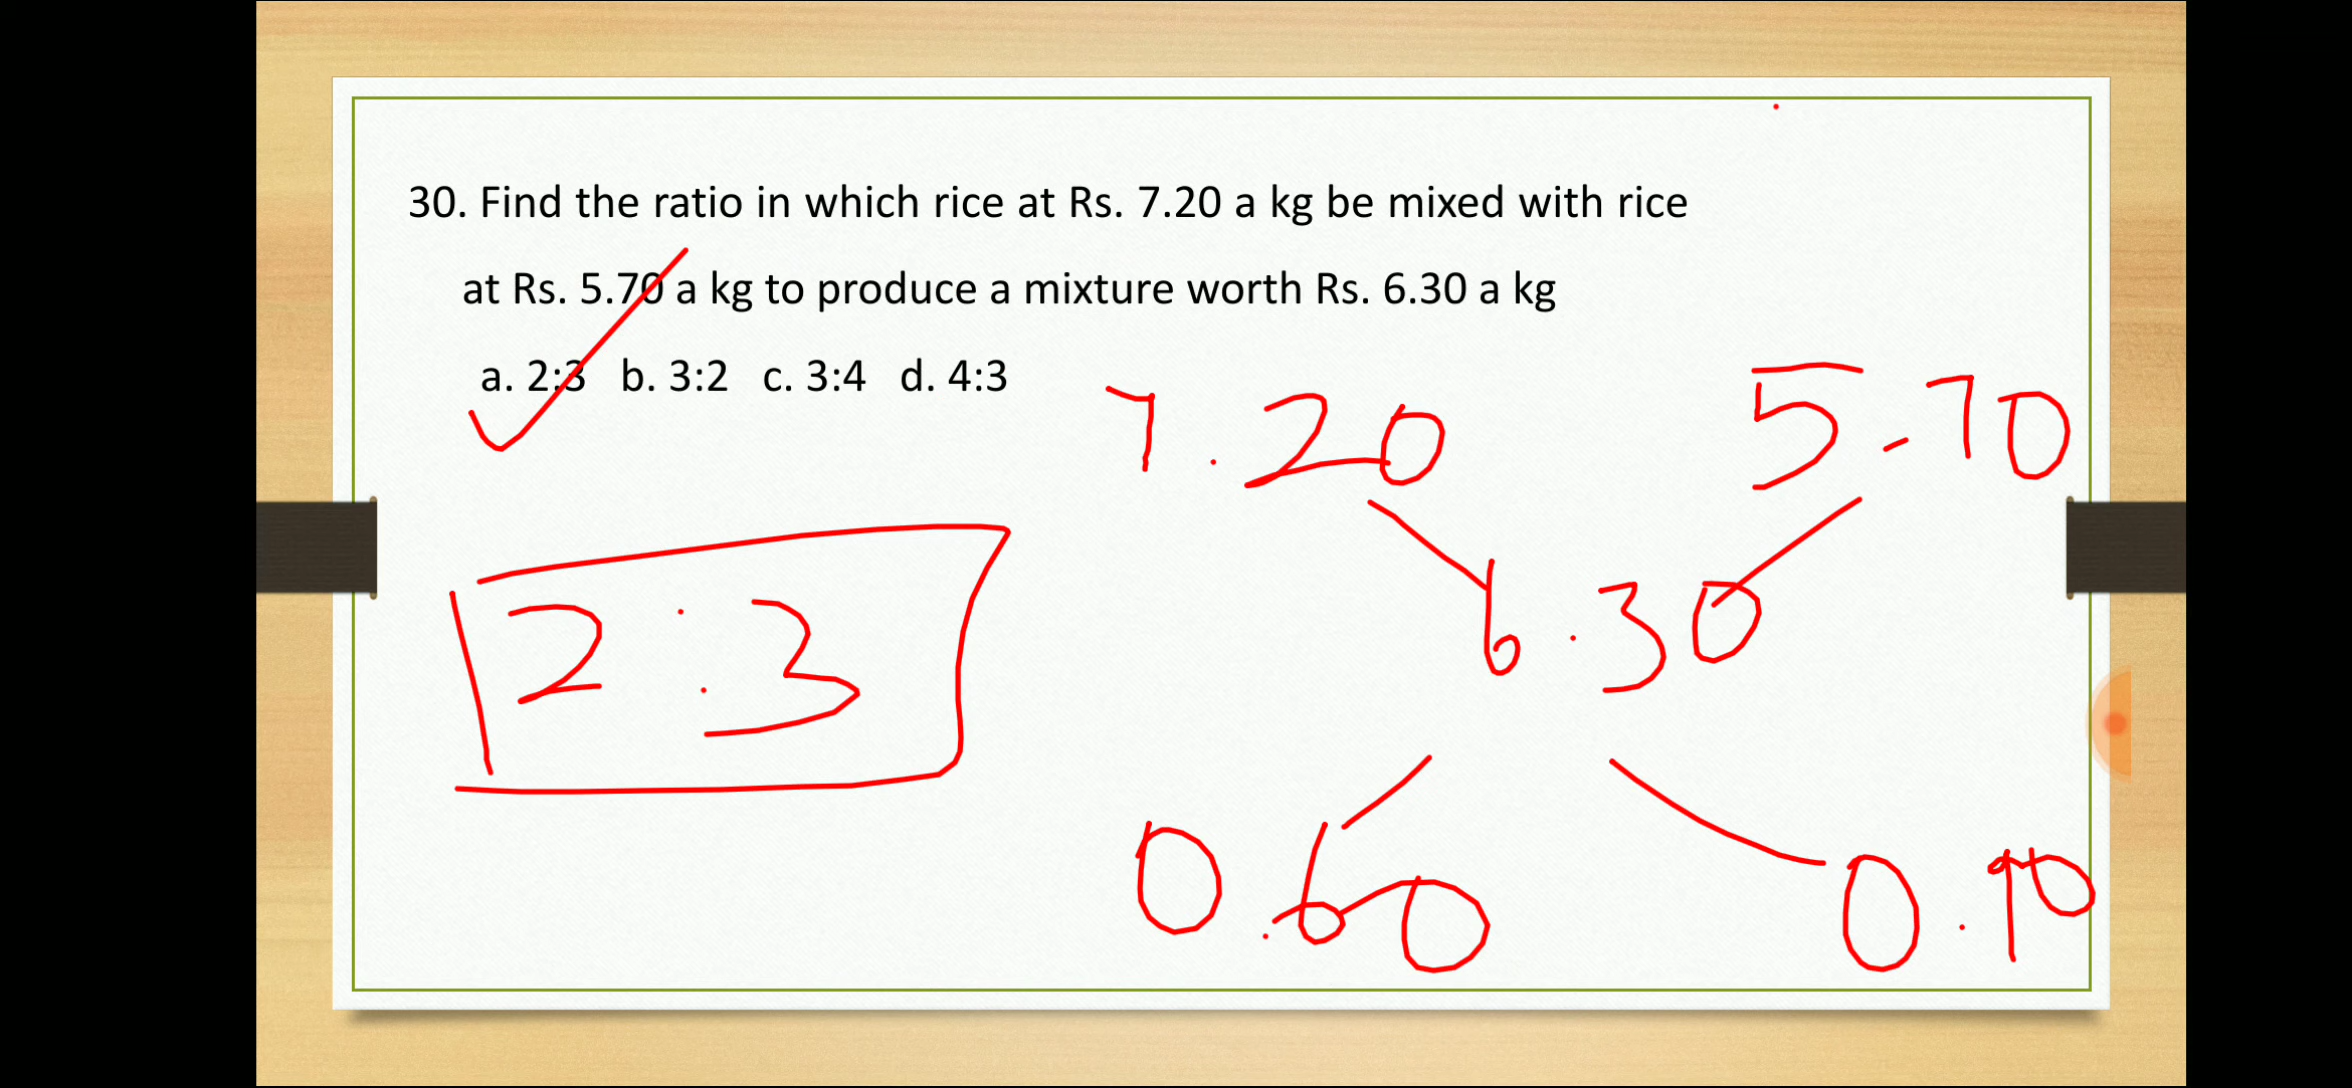 30. Find the ratio in which rice at Rs. 7.20 a kg be mixed with rice
at Rs. 5.70 a kg to produce a mixture worth Rs. 6.30 a kg
a. 2:3 b. 3:2 c. 3:4 d. 4:3
7.20 5.70
6.30
2:3
0.60 0.90